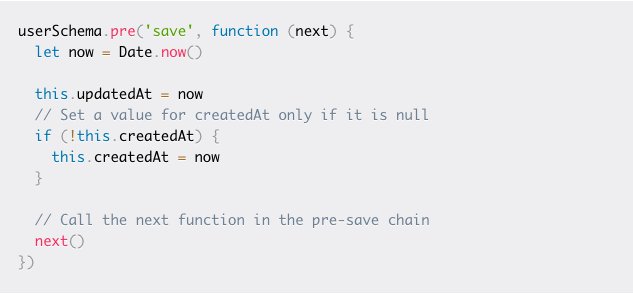 userSchema.pre('save', function (next) {
  let now = Date.now()

  this.updatedAt = now
  // Set a value for createdAt only if it is null
  if (!this.createdAt) {
    this.createdAt = now
  }

  // Call the next function in the pre-save chain
  next()
})